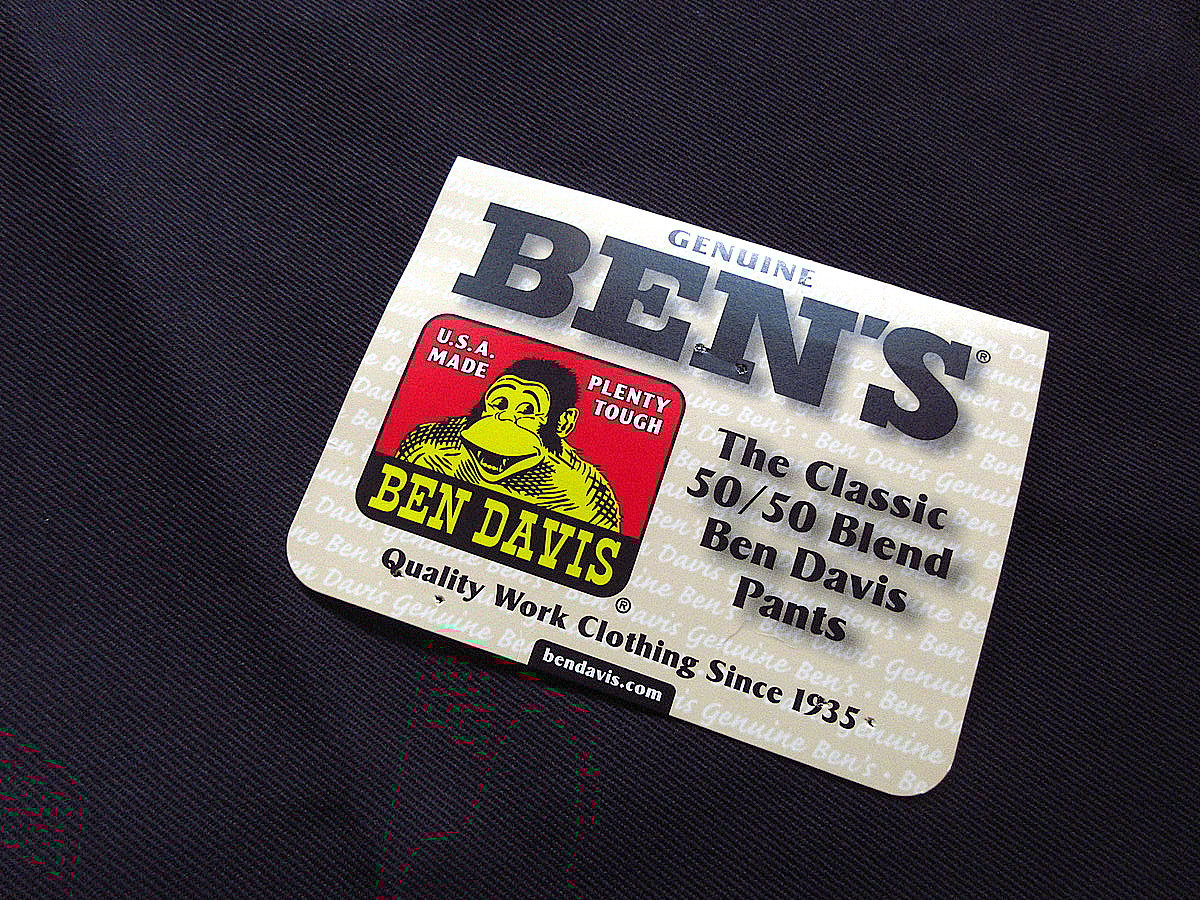 GENUINE
BEN'S®
U.S.A.
MADE
PLENTY
TOUGH
BEN DAVIS
®
The Classic
50/50 Blend
Ben Davis
Pants
Quality Work Clothing Since 1935
bendavis.com